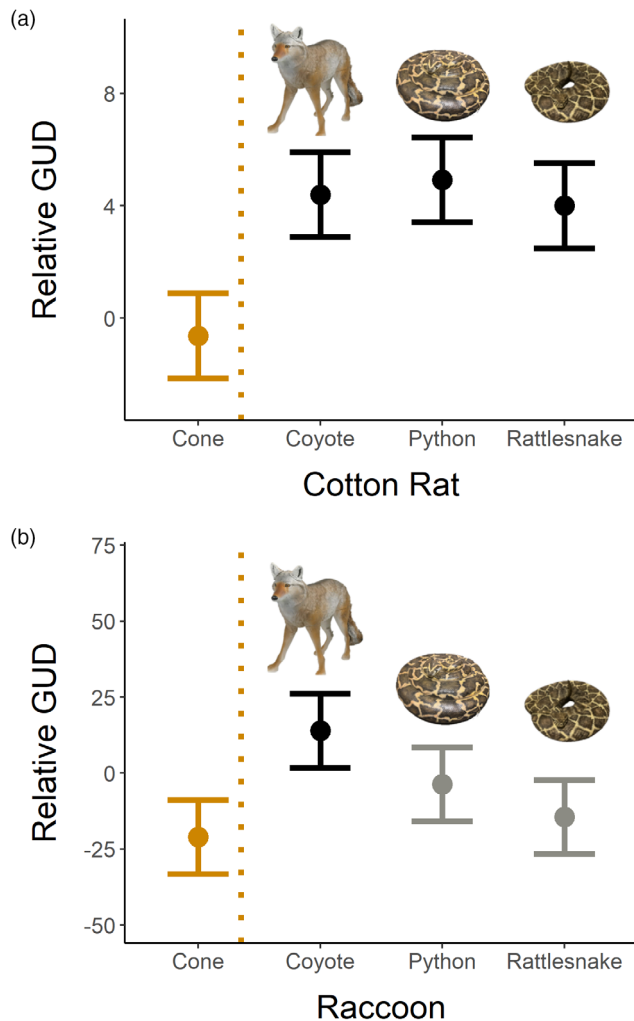 (a)
Relative GUD
8
4
0
Cone Coyote Python Rattlesnake
Cotton Rat
(b)
Relative GUD
75
50
25
0
-25
-50
Cone Coyote Python Rattlesnake
Raccoon